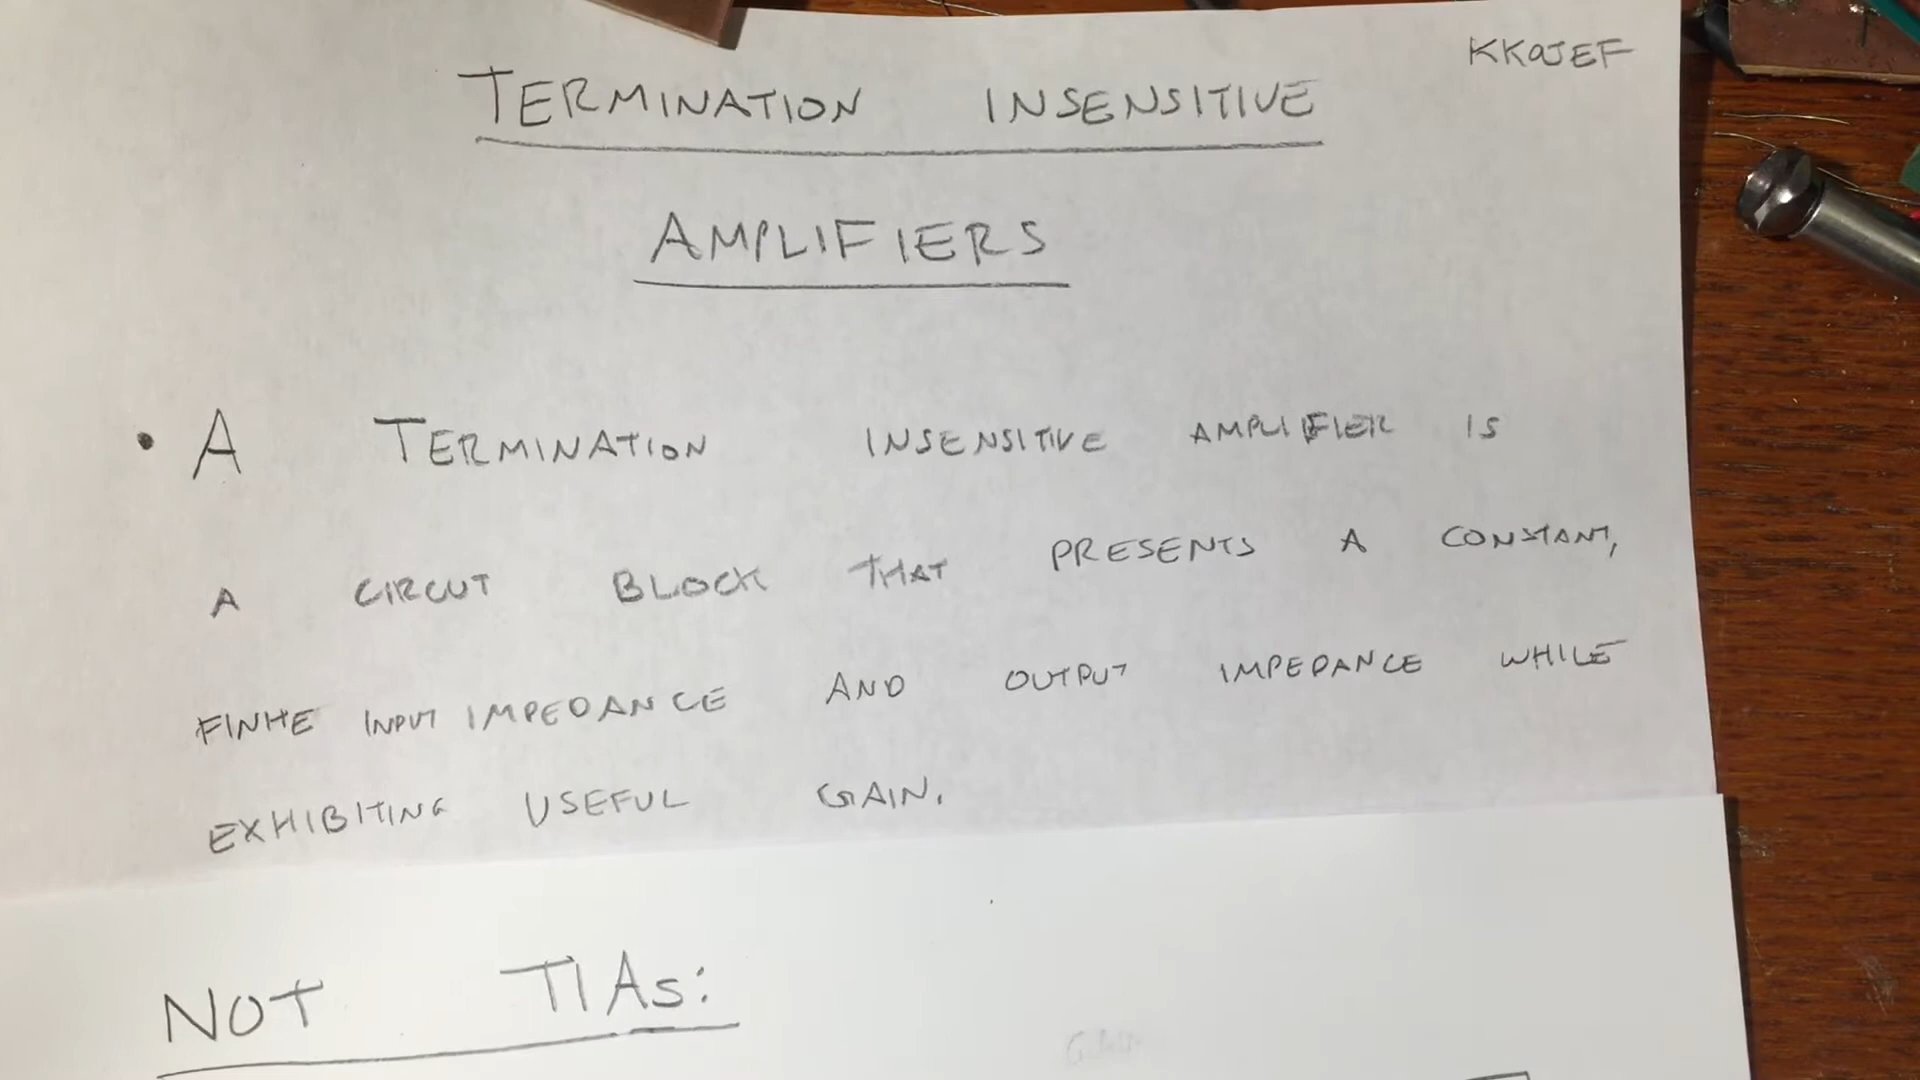 KK0JEF
TERMINATION INSENSITIVE
AMPLIFIERS
• A TERMINATION INSENSITIVE AMPLIFIER IS
A CIRCUT BLOCK THAT PRESENTS A CONSTANT,
FINITE INPUT IMPEDANCE AND OUTPUT IMPEDANCE WHILE
EXHIBITING USEFUL GAIN.
NOT TIAs: